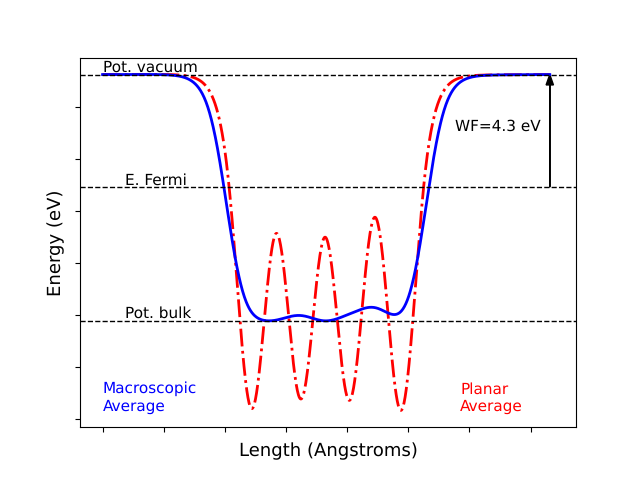 Pot. vacuum
WF=4.3 eV
E. Fermi
Energy (eV)
Pot. bulk
Macroscopic
Average
Planar
Average
Length (Angstroms)